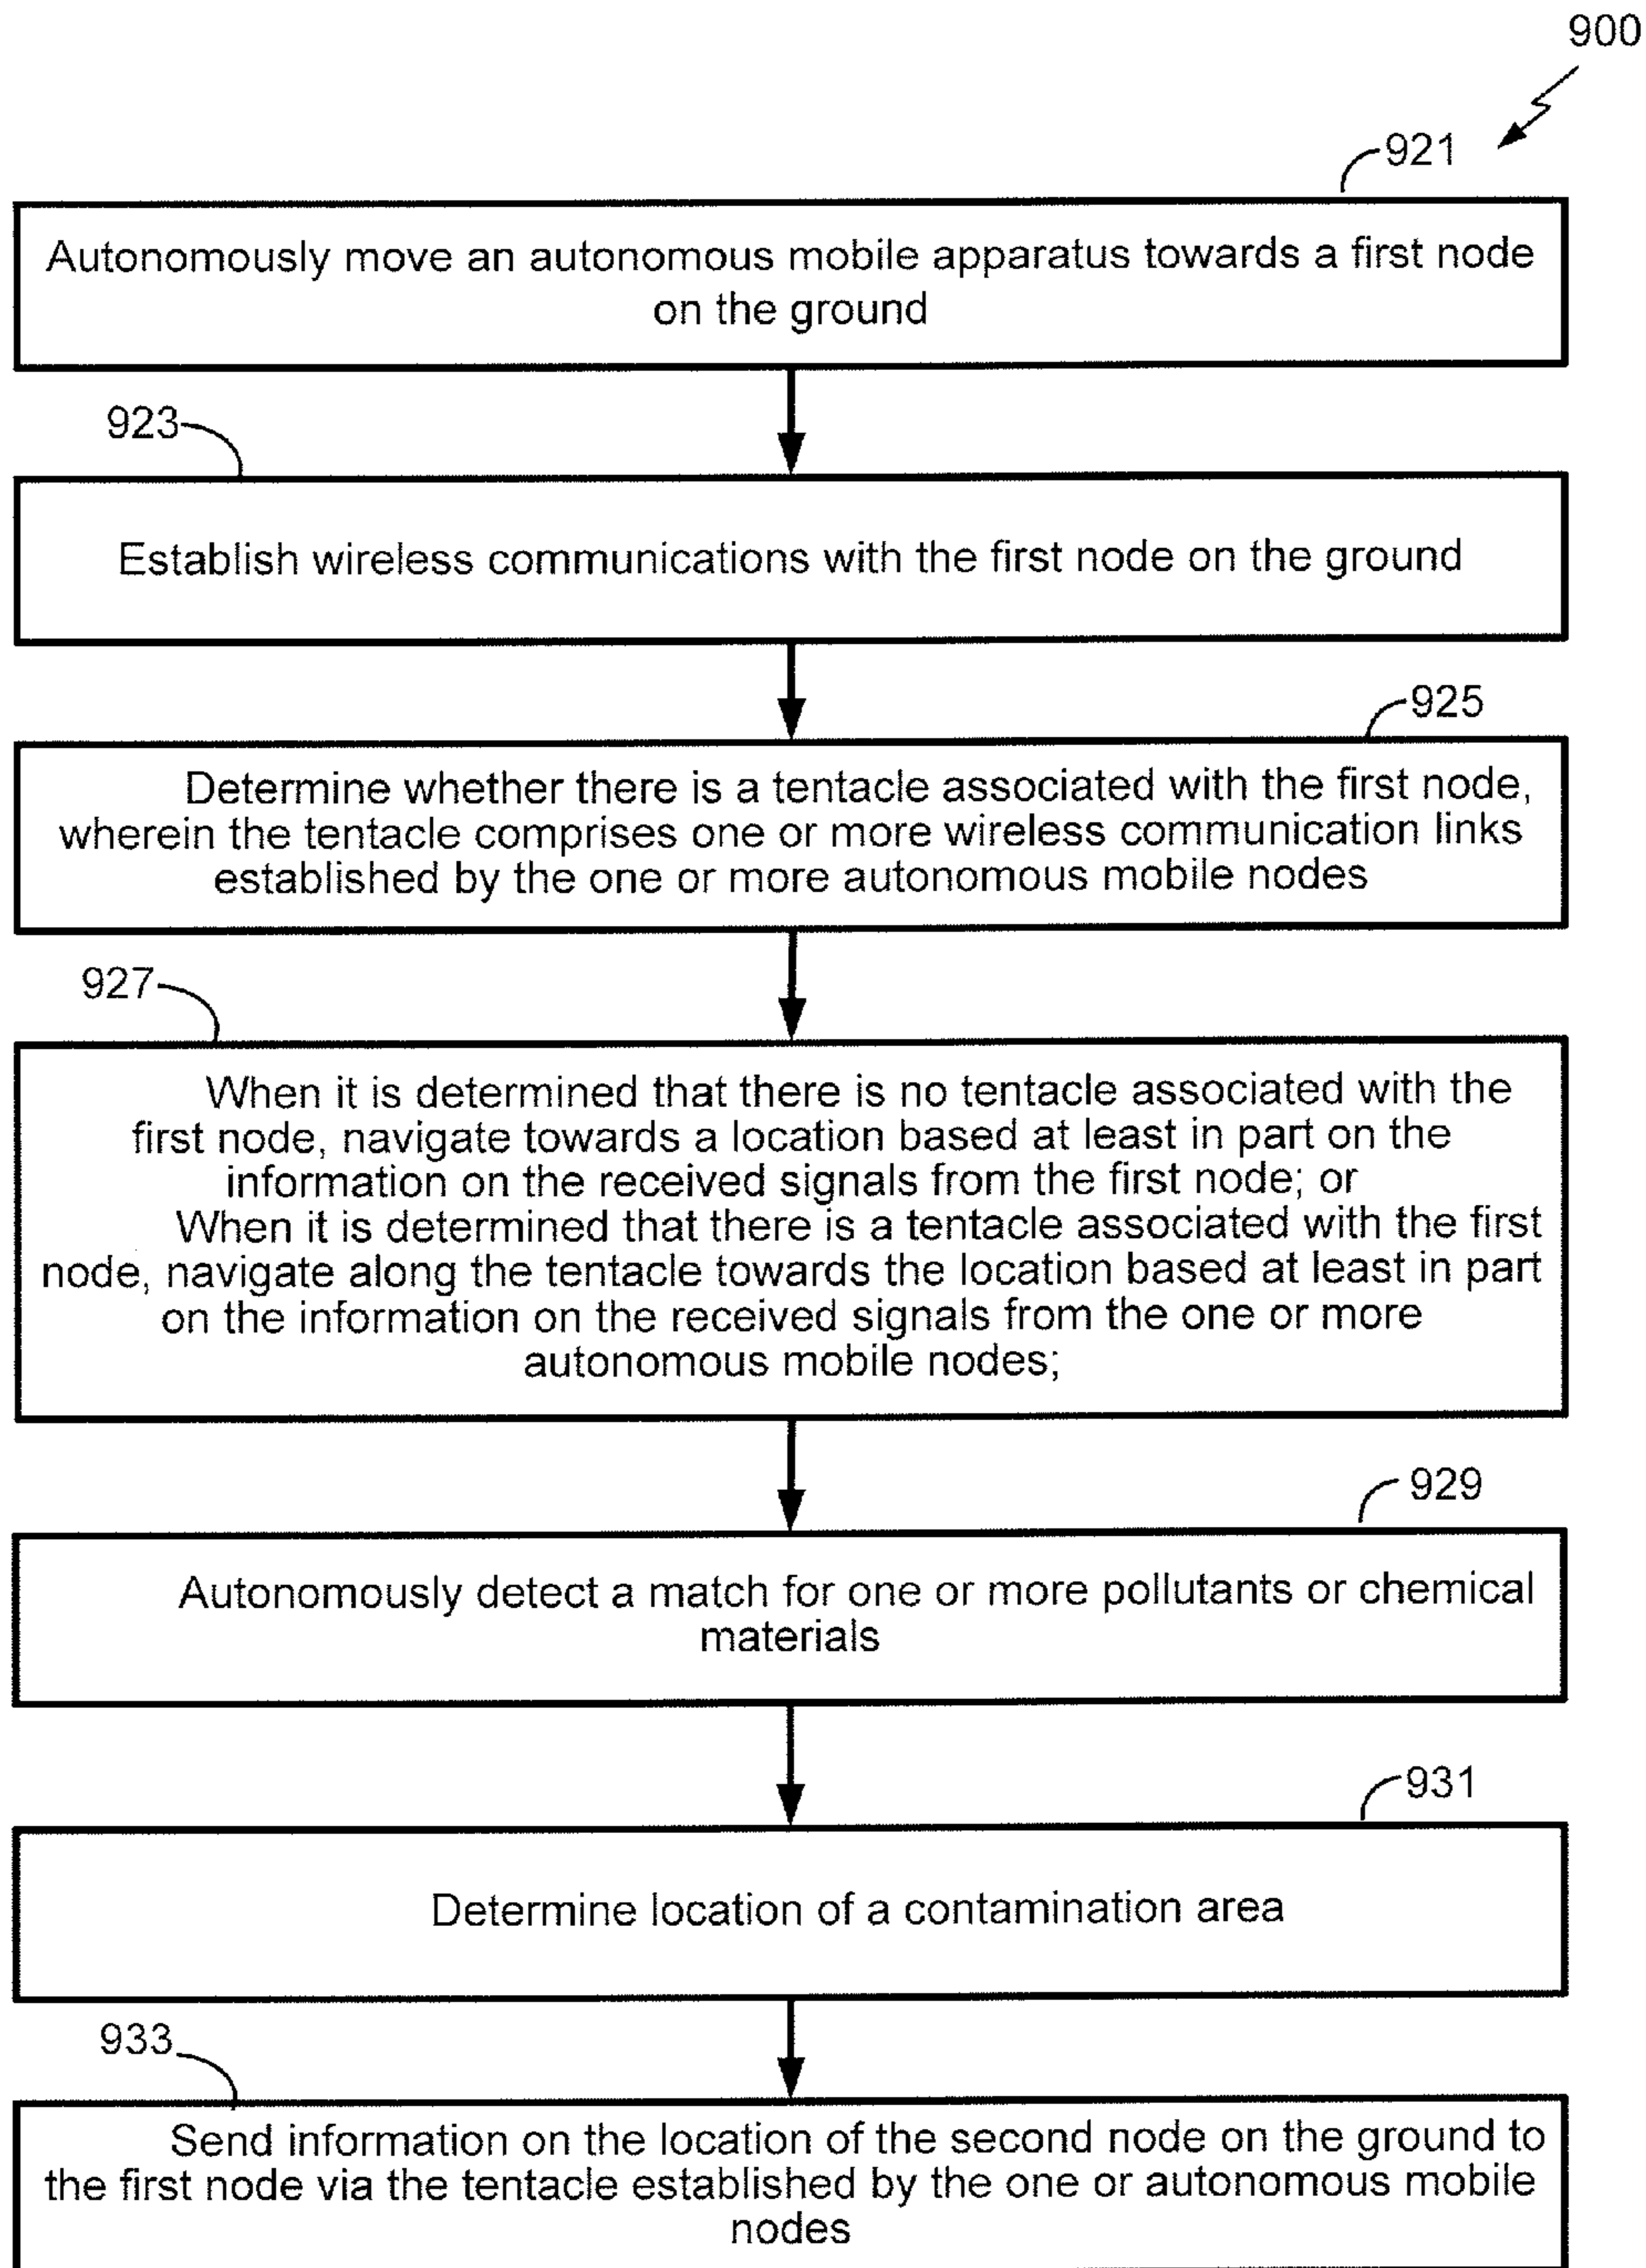 900
921
Autonomously move an autonomous mobile apparatus towards a first node
on the ground
923
Establish wireless communications with the first node on the ground
925
Determine whether there is a tentacle associated with the first node,
wherein the tentacle comprises one or more wireless communication links
established by the one or more autonomous mobile nodes
927
When it is determined that there is no tentacle associated with the
first node, navigate towards a location based at least in part on the
information on the received signals from the first node; or
When it is determined that there is a tentacle associated with the first
node, navigate along the tentacle towards the location based at least in part
on the information on the received signals from the one or more
autonomous mobile nodes;
929
Autonomously detect a match for one or more pollutants or chemical
materials
931
Determine location of a contamination area
933
Send information on the location of the second node on the ground to
the first node via the tentacle established by the one or autonomous mobile
nodes